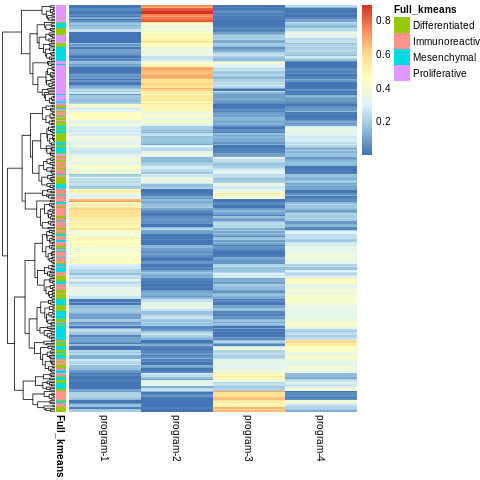 Full_kmeans
0.8
0.6
0.4
0.2
Differentiated
Immunoreactiv
Mesenchymal
Proliferative
Full_kmeans
program-1
program-2
program-3
program-4